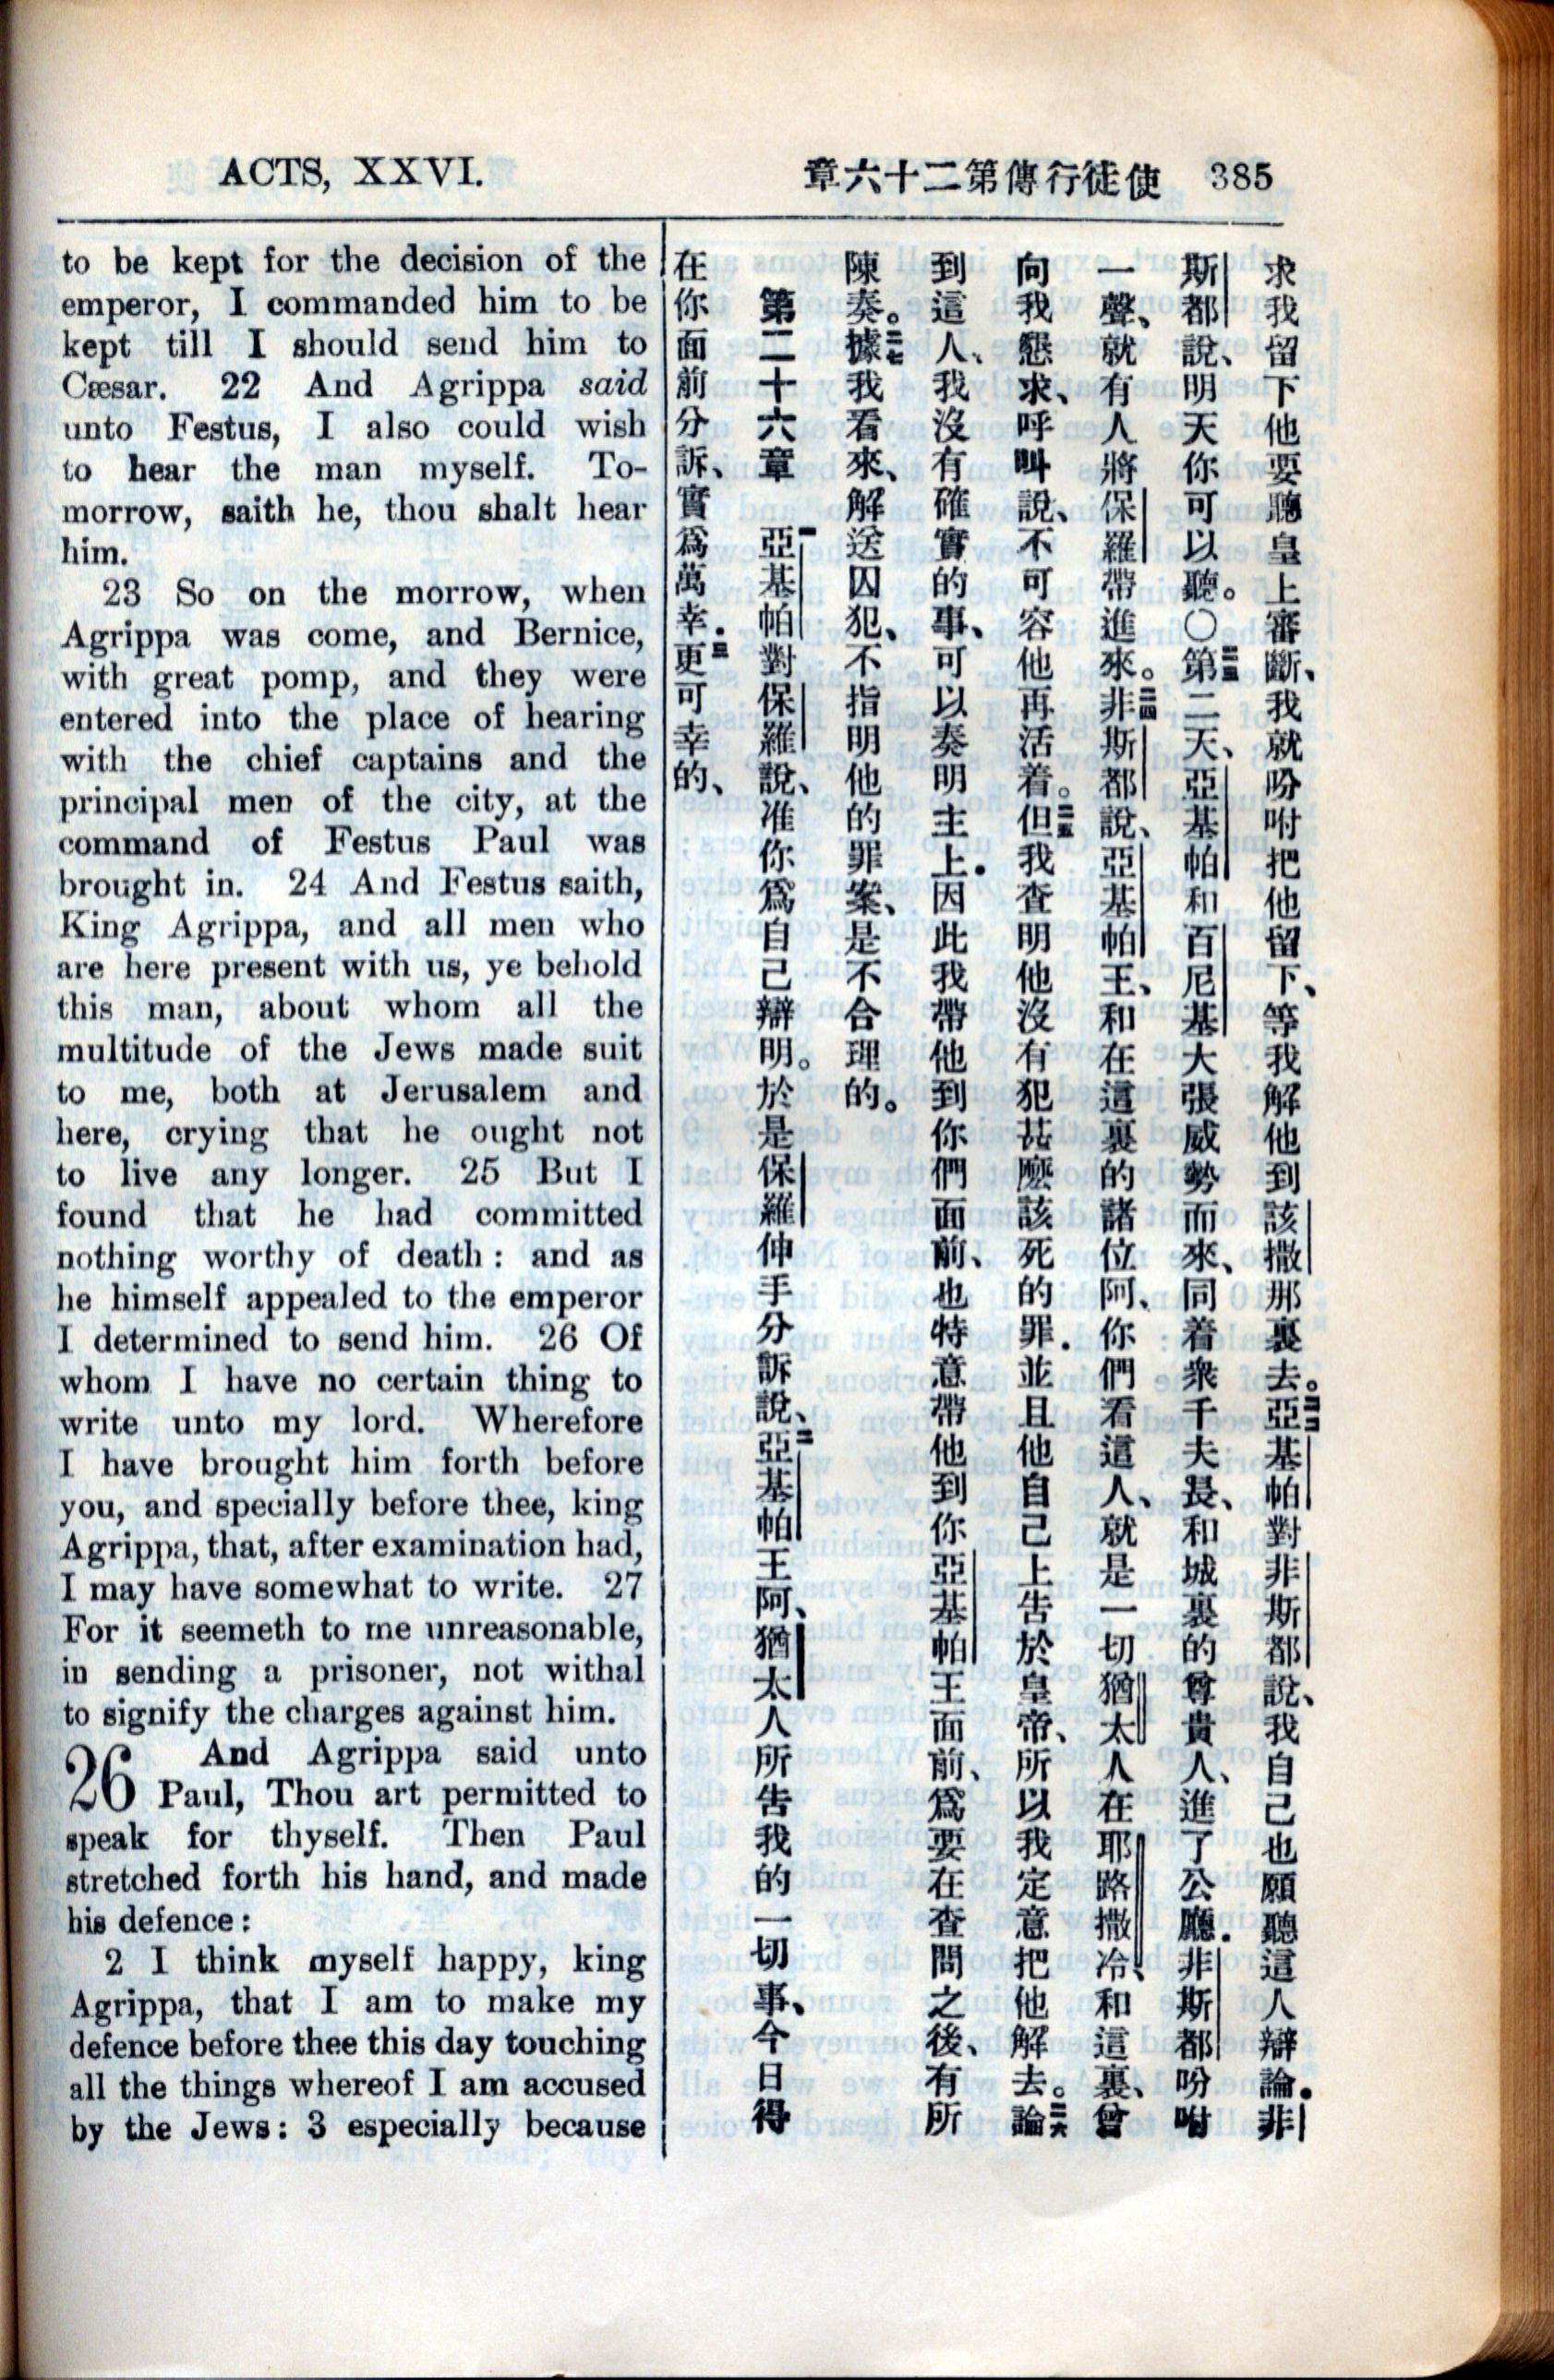 ACTS, XXVI.
章六十二第傳行徒使 385
to be kept for the decision of the
emperor, I commanded him to be
kept till I should send him to
Cæsar. 22 And Agrippa said
unto Festus, I also could wish
to hear the man myself. To-
morrow, saith he, thou shalt hear
him.
23 So on the morrow, when
Agrippa was come, and Bernice,
with great pomp, and they were
entered into the place of hearing
with the chief captains and the
principal men of the city, at the
command of Festus Paul was
brought in. 24 And Festus saith,
King Agrippa, and all men who
are here present with us, ye behold
this man, about whom all the
multitude of the Jews made suit
to me, both at Jerusalem and
here, crying that he ought not
to live any longer. 25 But I
found that he had committed
nothing worthy of death: and as
he himself appealed to the emperor
I determined to send him. 26 Of
whom I have no certain thing to
write unto my lord. Wherefore
I have brought him forth before
you, and specially before thee, king
Agrippa, that, after examination had,
I may have somewhat to write. 27
For it seemeth to me unreasonable,
in sending a prisoner, not withal
to signify the charges against him.
26 And Agrippa said unto
Paul, Thou art permitted to
speak for thyself. Then Paul
stretched forth his hand, and made
his defence:
2 I think myself happy, king
Agrippa, that I am to make my
defence before thee this day touching
all the things whereof I am accused
by the Jews: 3 especially because
求我留下他要聽皇上審斷、我就吩咐把他留下、等我解他到該撒那裏去。二二亞基帕對非斯都說、我自己也願聽這人辯論．非
斯都說、明天你可以聽。〇二三第二天、亞基帕和百尼基大張威勢而來、同着衆千夫長、和城裏的尊貴人、進了公廳．非斯都吩咐
一聲、就有人將保羅帶進來。二四非斯都說、亞基帕王、和在這裏的諸位阿、你們看這人、就是一切猶太人在耶路撒冷、和這裏、曾
向我懇求、呼叫說、不可容他再活着。二五但我查明他沒有犯甚麽該死的罪．並且他自己上告於皇帝、所以我定意把他解去。二六論
到這人、我沒有確實的事、可以奏明主上．因此我帶他到你們面前、也特意帶他到你亞基帕王面前、爲要在查問之後、有所
陳奏。二七據我看來、解送囚犯、不指明他的罪案、是不合理的。
第二十六章 一亞基帕對保羅說、准你爲自己辯明。於是保羅伸手分訴說、二亞基帕王阿、猶太人所告我的一切事、今日得
在你面前分訴、實爲萬幸．三更可幸的、